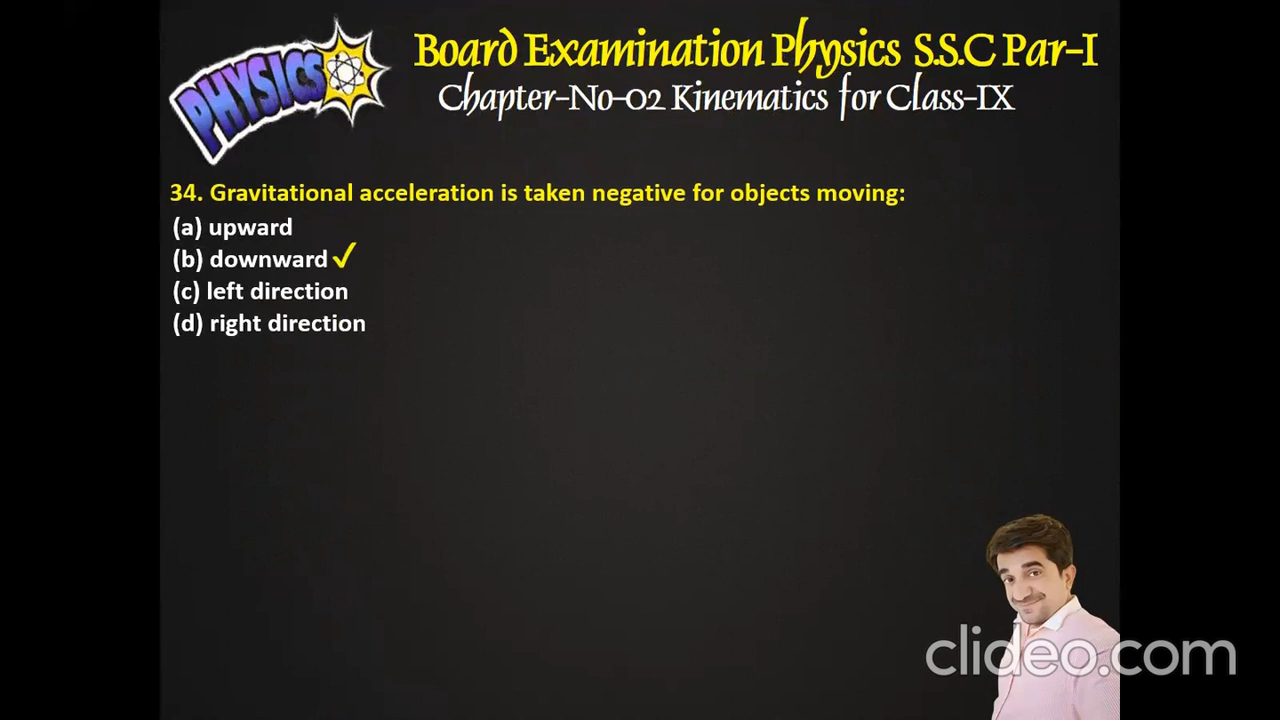 PHYSICS
Board Examination Physics S.S.C Par-I
Chapter-No-02 Kinematics for Class-IX
34. Gravitational acceleration is taken negative for objects moving:
(a) upward
(b) downward ✓
(c) left direction
(d) right direction
clideo.com